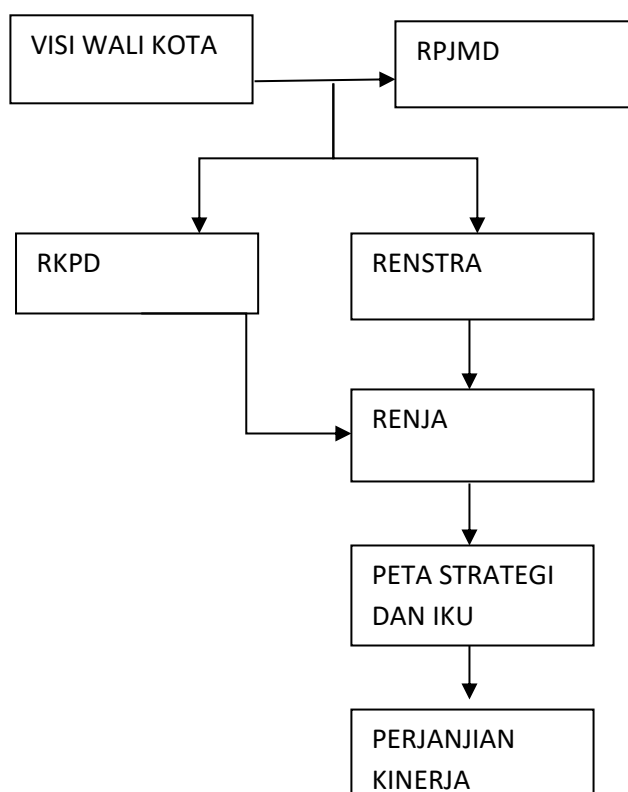 VISI WALI KOTA
RPJMD
RKPD
RENSTRA
RENJA
PETA STRATEGI
DAN IKU
PERJANJIAN
KINERJA